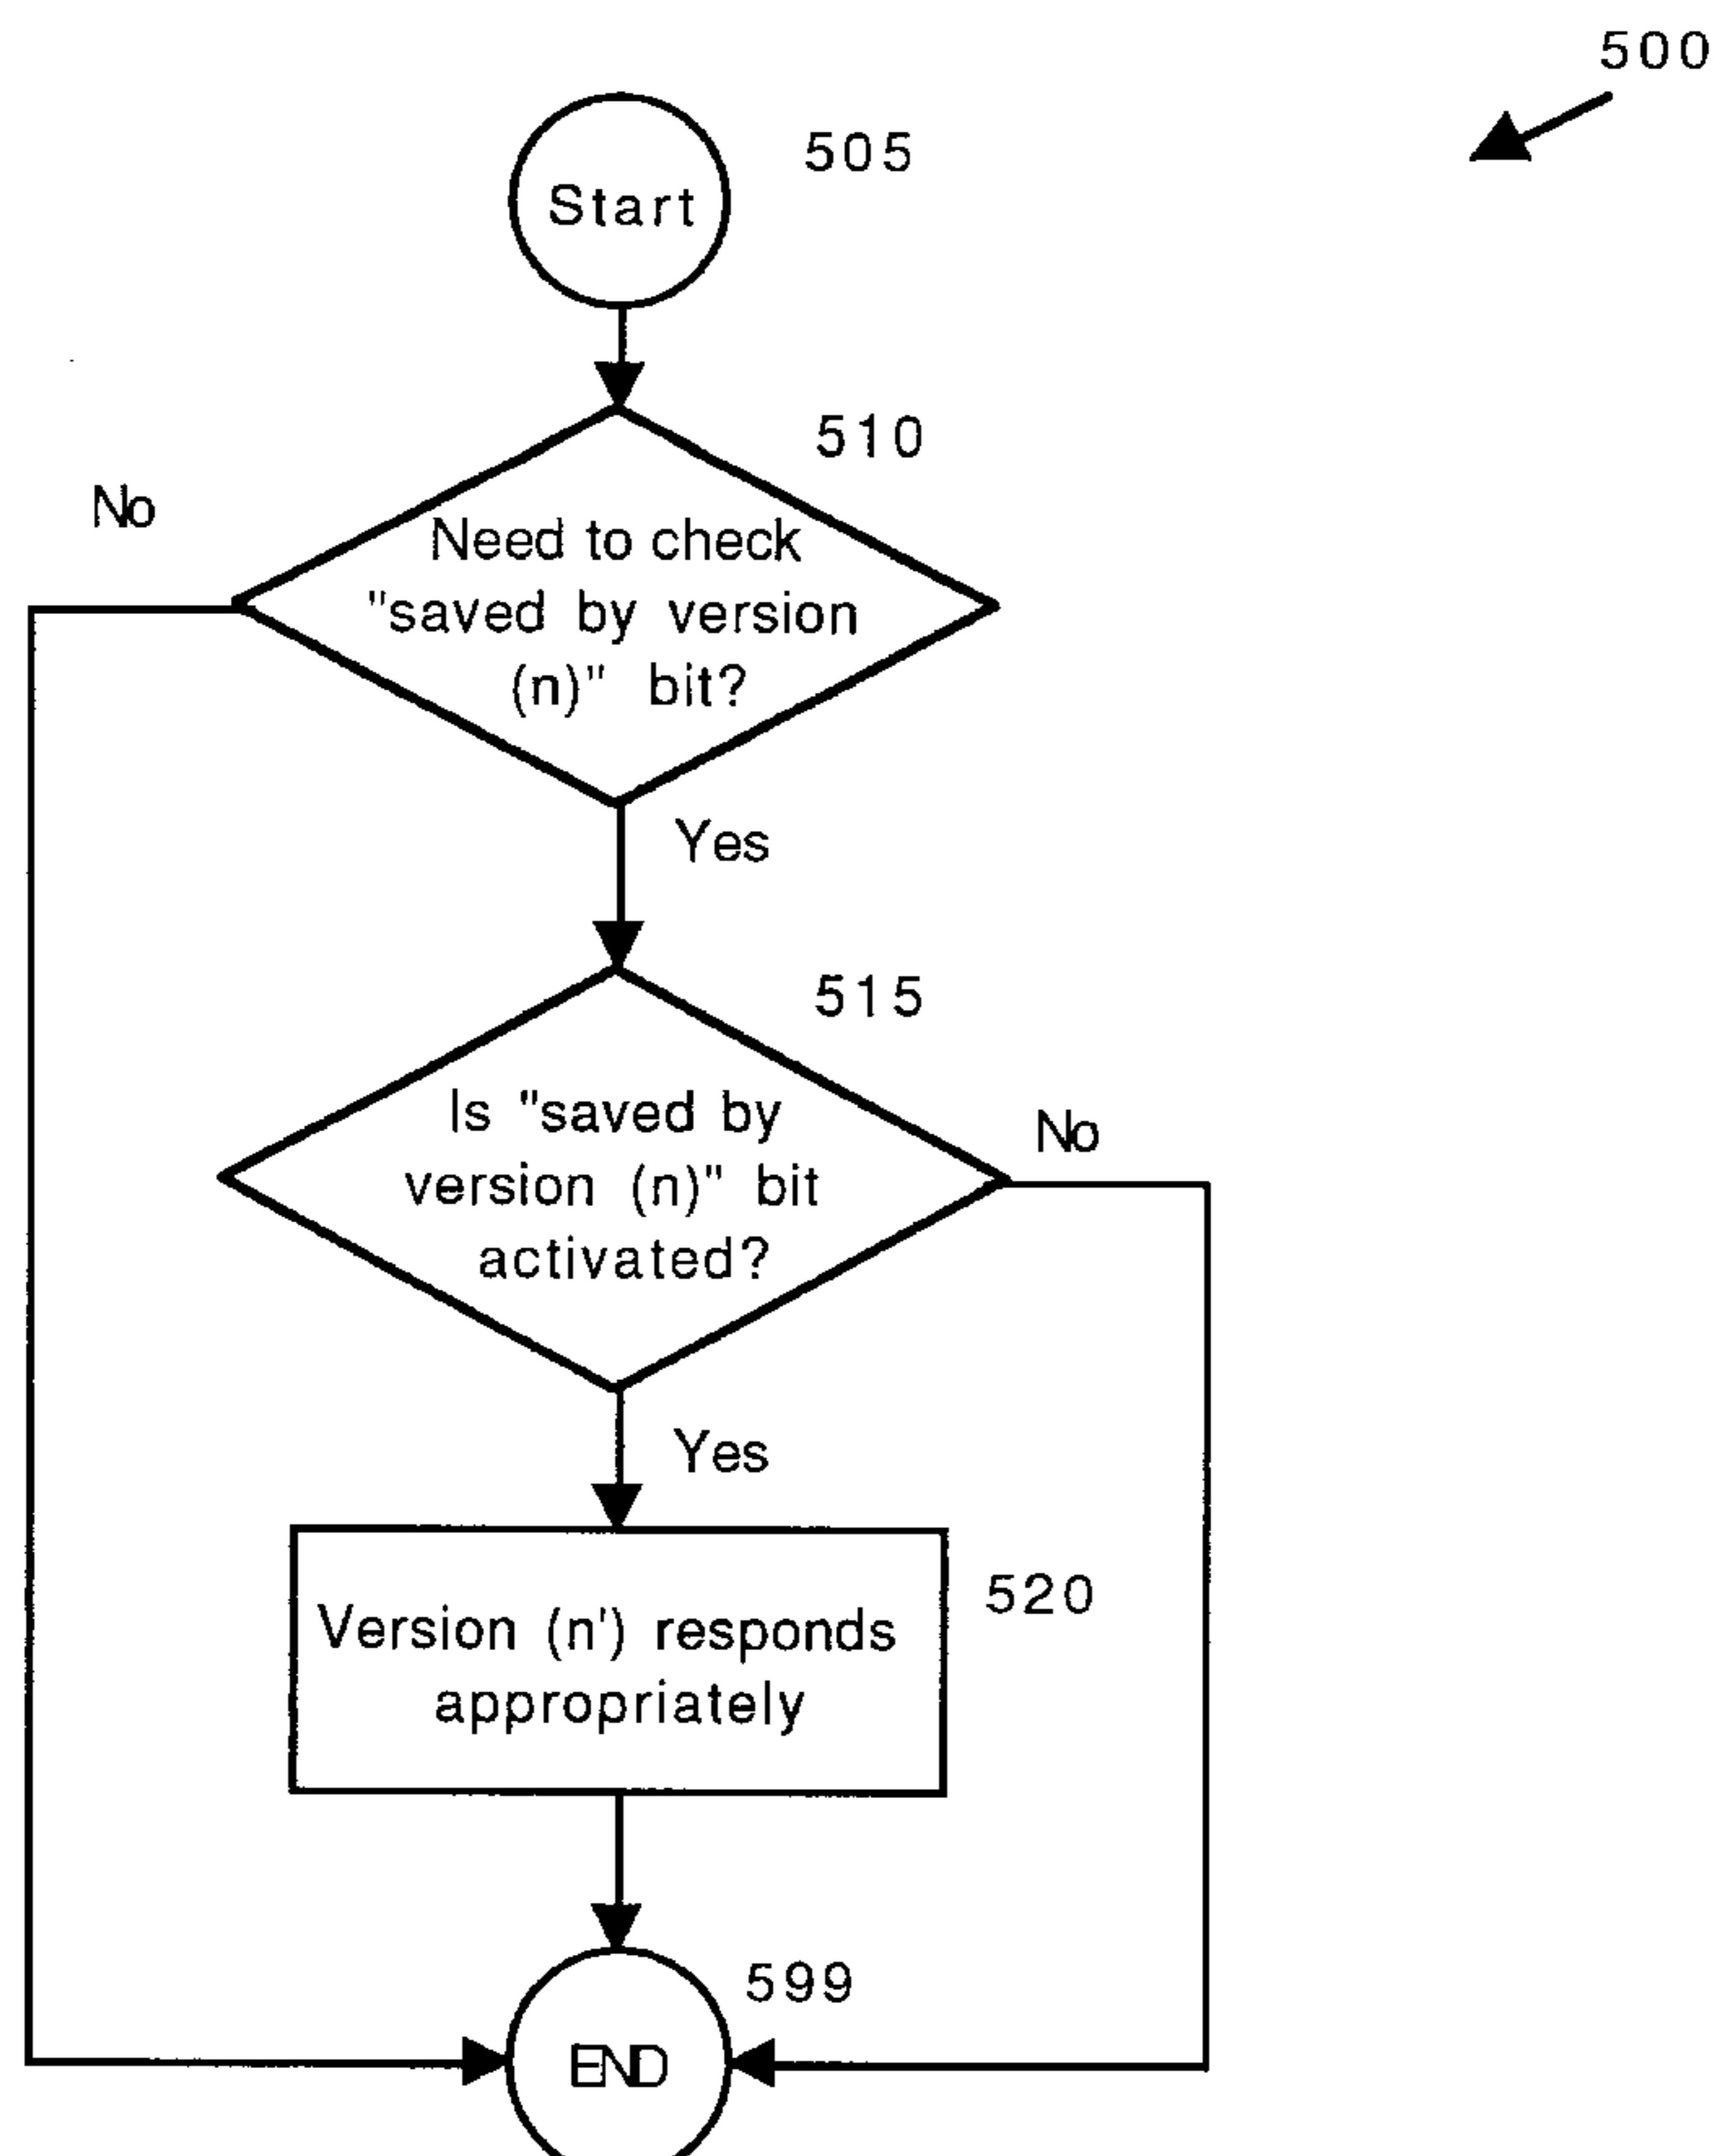 500
505
Start
510
No
Need to check
"saved by version
(n)" bit?
Yes
515
Is "saved by
version (n)" bit
activated?
No
Yes
520
Version (n') responds
appropriately
599
END